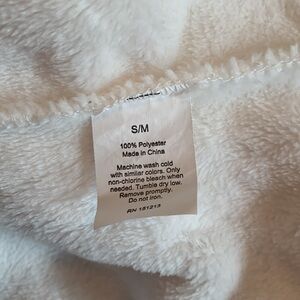 S/M
100% Polyester
Made in China
Machine wash cold
with similar colors. Only
non-chlorine bleach when
needed. Tumble dry low.
Remove promptly.
Do not iron.
RN 151213